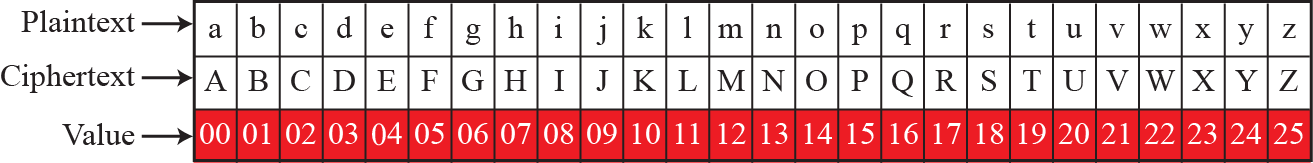 Plaintext a b c d e f g h i j k l m n o p q r s t u v w x y z
Ciphertext A B C D E F G H I J K L M N O P Q R S T U V W X Y Z
Value 00 01 02 03 04 05 06 07 08 09 10 11 12 13 14 15 16 17 18 19 20 21 22 23 24 25